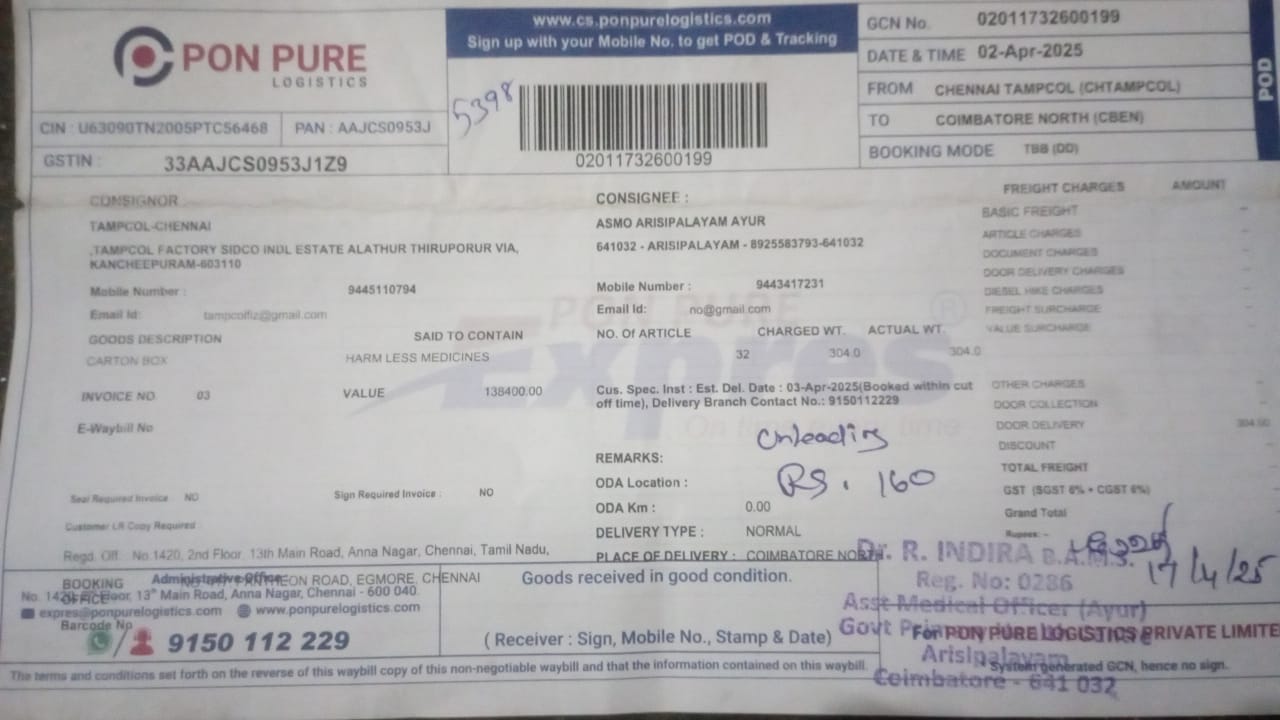 PON PURE
LOGISTICS
CIN : U63090TN2005PTC56468
PAN : AAJCS0953J
GSTIN : 33AAJCS0953J1Z9
www.cs.ponpurelogistics.com
Sign up with your Mobile No. to get POD & Tracking
5398
02011732600199
GCN No. 02011732600199
DATE & TIME 02-Apr-2025
FROM CHENNAI TAMPCOL (CHTAMPCOL)
TO COIMBATORE NORTH (CBEN)
BOOKING MODE TBB (DD)
POD
CONSIGNOR
TAMPCOL-CHENNAI
,TAMPCOL FACTORY SIDCO INDL ESTATE ALATHUR THIRUPORUR VIA,
KANCHEEPURAM-603110
Mobile Number : 9445110794
Email Id: tampcolfiz@gmail.com
GOODS DESCRIPTION SAID TO CONTAIN
CARTON BOX HARM LESS MEDICINES
INVOICE NO 03 VALUE 138400.00
E-Waybill No
Seal Required Invoice NO Sign Required Invoice : NO
Customer LR Copy Required
Regd. Off: No.1420, 2nd Floor, 13th Main Road, Anna Nagar, Chennai, Tamil Nadu,
CONSIGNEE :
ASMO ARISIPALAYAM AYUR
641032 - ARISIPALAYAM - 8925583793-641032
Mobile Number : 9443417231
Email Id: no@gmail.com
NO. OF ARTICLE CHARGED WT. ACTUAL WT.
32 304.0 304.0
Cus. Spec. Inst : Est. Del. Date : 03-Apr-2025(Booked within cut
off time), Delivery Branch Contact No.: 9150112229
Unloading
Rs. 160
REMARKS:
ODA Location :
ODA Km : 0.00
DELIVERY TYPE : NORMAL
PLACE OF DELIVERY : COIMBATORE NORTH
PON PURE
Expres
On time
FREIGHT CHARGES AMOUNT
BASIC FREIGHT -
ARTICLE CHARGES -
DOCUMENT CHARGES -
DOOR DELIVERY CHARGES -
DIESEL HIKE CHARGES -
FREIGHT SURCHARGE -
VALUE SURCHARGE -
OTHER CHARGES -
DOOR COLLECTION -
DOOR DELIVERY 304.00
DISCOUNT
TOTAL FREIGHT -
GST (SGST 6% + CGST 6%) -
Grand Total
Rupees: -
17/4/25
BOOKING OFFICE
PANTHEON ROAD, EGMORE, CHENNAI
Administrative Office
No. 1420, Floor, 13th Main Road, Anna Nagar, Chennai - 600 040.
expres@ponpurelogistics.com www.ponpurelogistics.com
Barcode No
9150 112 229
Goods received in good condition.
( Receiver : Sign, Mobile No., Stamp & Date)
Dr. R. INDIRA B.A.M.S.
Reg. No: 0286
Asst Medical Officer (Ayur)
Govt
Arisipalayam
Coimbatore - 641 032
For PON PURE LOGISTICS PRIVATE LIMITE
*System generated GCN, hence no sign.
The terms and conditions set forth on the reverse of this waybill copy of this non-negotiable waybill and that the information contained on this waybill.